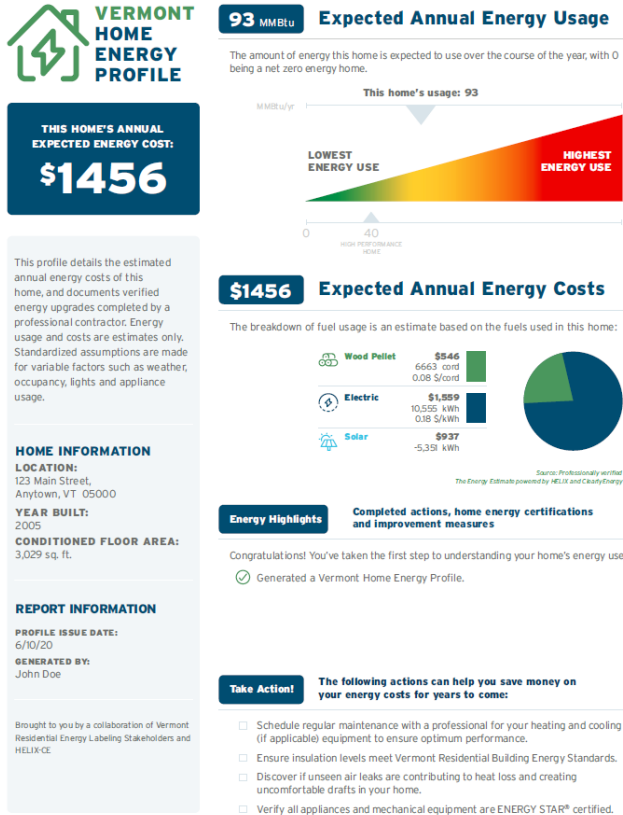 VERMONT
HOME
ENERGY
PROFILE
THIS HOME'S ANNUAL
EXPECTED ENERGY COST:
$1456
This profile details the estimated
annual energy costs of this
home, and documents verified
energy upgrades completed by a
professional contractor. Energy
usage and costs are estimates only.
Standardized assumptions are made
for variable factors such as weather,
occupancy, lights and appliance
usage.
HOME INFORMATION
LOCATION:
123 Main Street,
Anytown, VT 05000
YEAR BUILT:
2005
CONDITIONED FLOOR AREA:
3,029 sq. ft.
REPORT INFORMATION
PROFILE ISSUE DATE:
6/10/20
GENERATED BY:
John Doe
Brought to you by a collaboration of Vermont
Residential Energy Labeling Stakeholders and
HELIX-CE
93 MMBtu
Expected Annual Energy Usage
The amount of energy this home is expected to use over the course of the year, with 0
being a net zero energy home.
This home's usage: 93
MMBtu/yr
LOWEST
ENERGY USE
HIGHEST
ENERGY USE
0
40
HIGH PERFORMANCE
HOME
$1456
Expected Annual Energy Costs
The breakdown of fuel usage is an estimate based on the fuels used in this home:
Wood Pellet $546
6663 cord
0.08 $/cord
Electric $1,559
10,555 kWh
0.18 $/kWh
Solar $937
-5,351 kWh
Source: Professionally verified
The Energy Estimate powered by HELIX and ClearlyEnergy
Energy Highlights
Completed actions, home energy certifications
and improvement measures
Congratulations! You've taken the first step to understanding your home's energy use
Generated a Vermont Home Energy Profile.
Take Action!
The following actions can help you save money on
your energy costs for years to come:
Schedule regular maintenance with a professional for your heating and cooling
(if applicable) equipment to ensure optimum performance.
Ensure insulation levels meet Vermont Residential Building Energy Standards.
Discover if unseen air leaks are contributing to heat loss and creating
uncomfortable drafts in your home.
Verify all appliances and mechanical equipment are ENERGY STAR® certified.